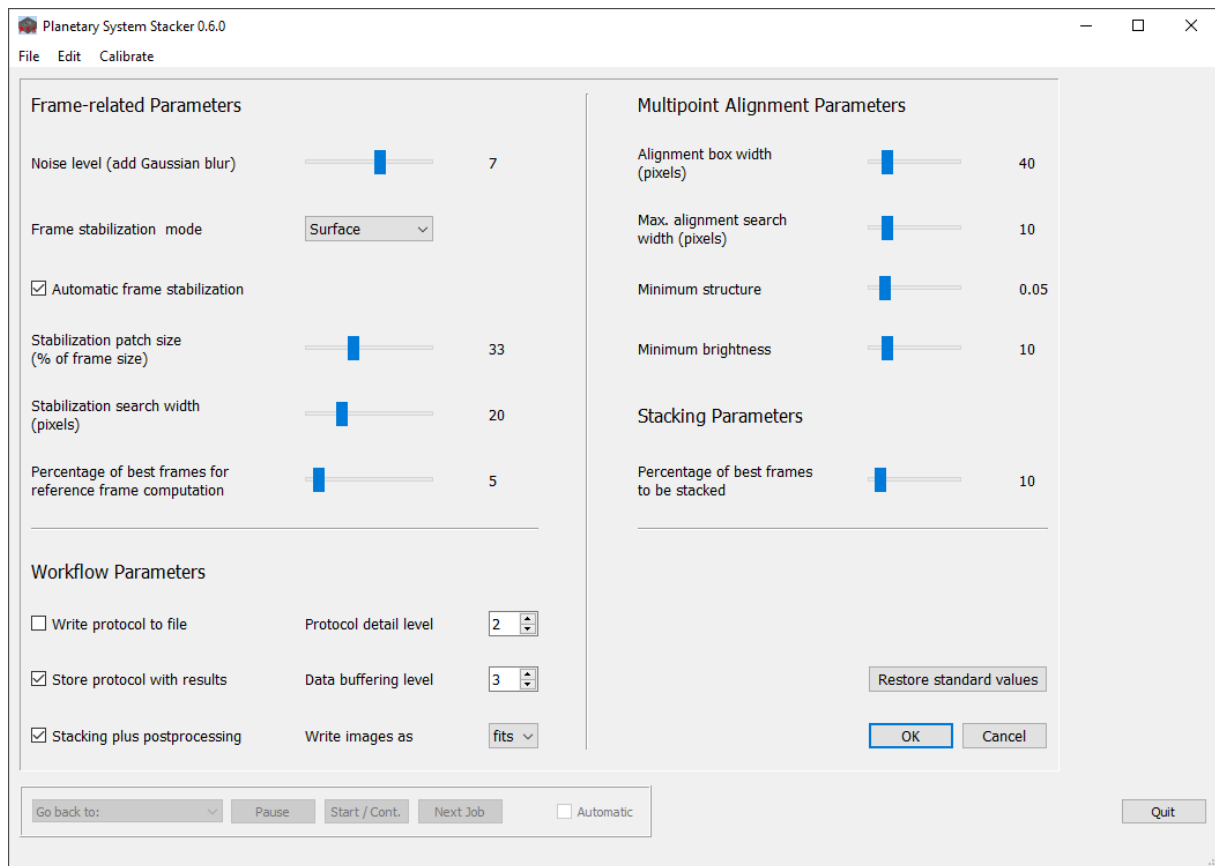 Planetary System Stacker 0.6.0
File Edit Calibrate
Frame-related Parameters
Noise level (add Gaussian blur) 7
Frame stabilization mode Surface
Automatic frame stabilization
Stabilization patch size
(% of frame size) 33
Stabilization search width
(pixels) 20
Percentage of best frames for
reference frame computation 5
Workflow Parameters
Write protocol to file Protocol detail level 2
Store protocol with results Data buffering level 3
Stacking plus postprocessing Write images as fits
Multipoint Alignment Parameters
Alignment box width
(pixels) 40
Max. alignment search
width (pixels) 10
Minimum structure 0.05
Minimum brightness 10
Stacking Parameters
Percentage of best frames
to be stacked 10
Restore standard values
OK Cancel
Go back to: Pause Start / Cont. Next Job Automatic Quit